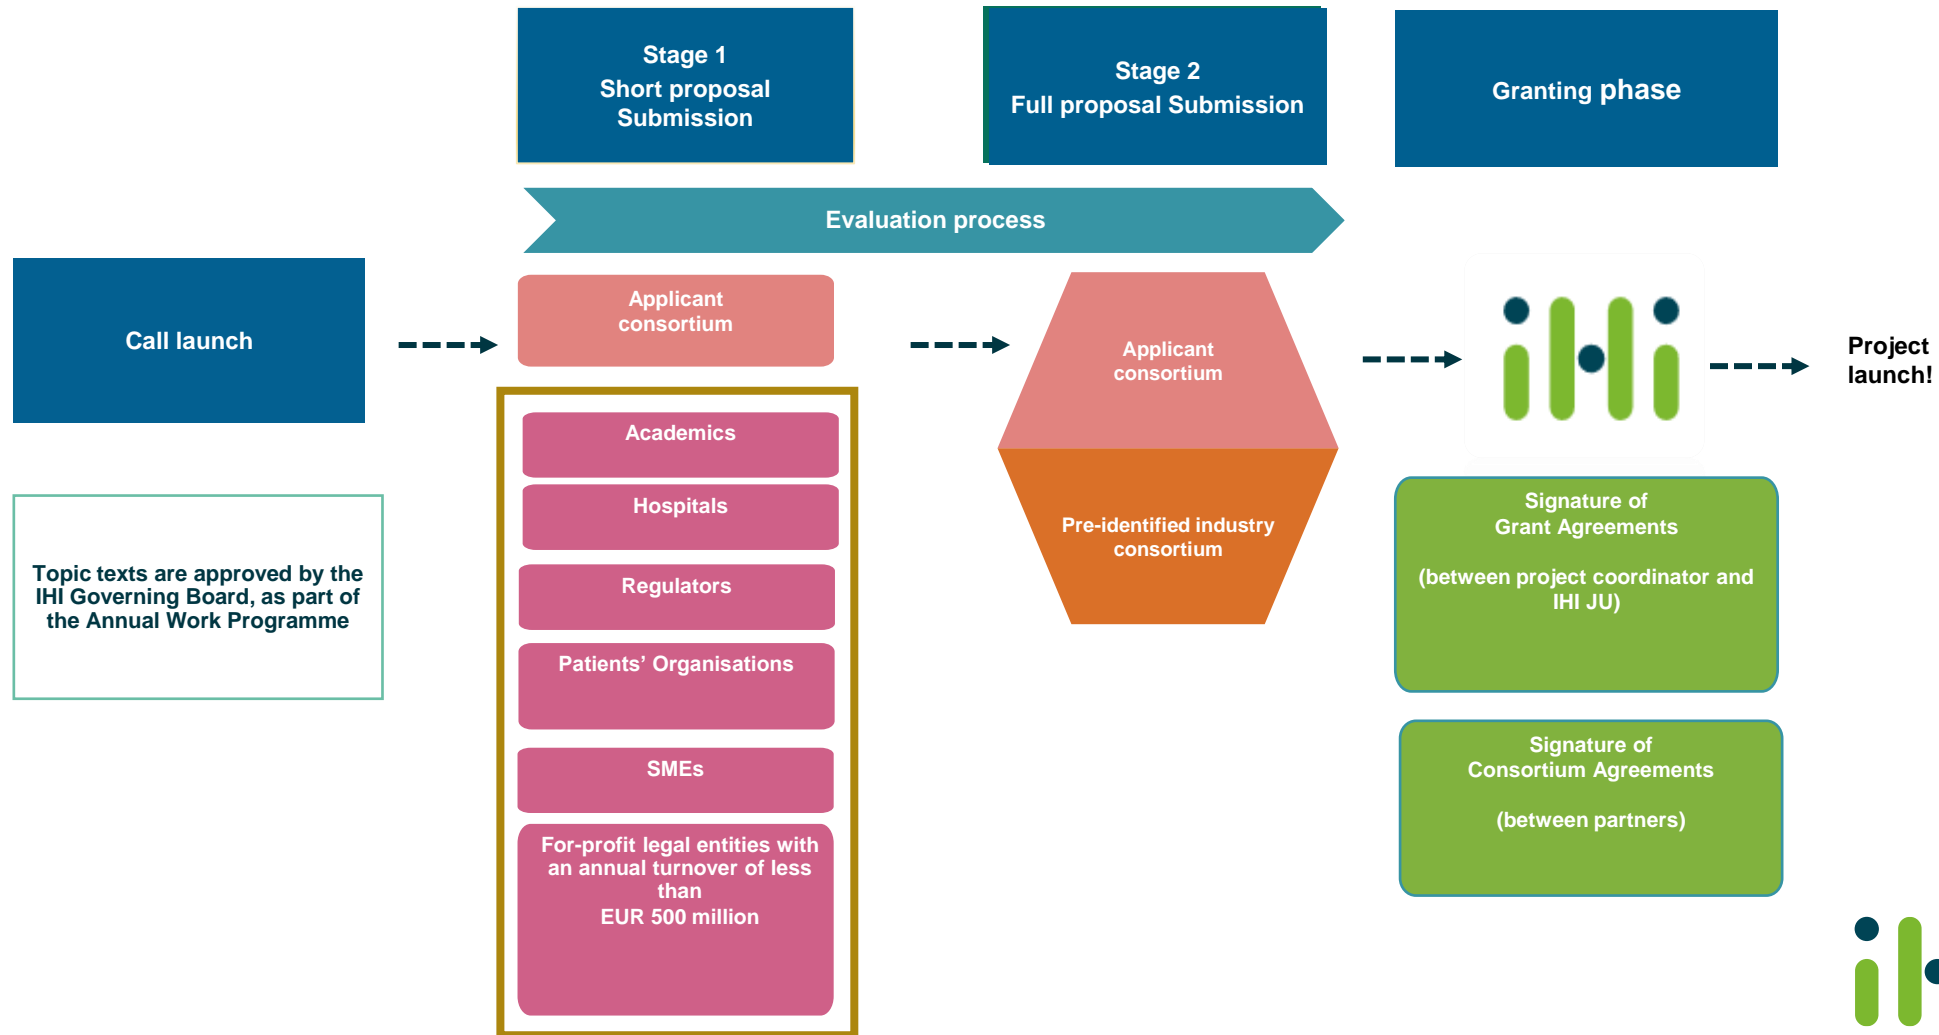 Stage 1
Short proposal
Submission
Stage 2
Full proposal Submission
Granting phase
Evaluation process
Call launch
Applicant
consortium
Applicant
consortium
Pre-identified industry
consortium
iHi
Project
launch!
Topic texts are approved by the
IHI Governing Board, as part of
the Annual Work Programme
Academics
Hospitals
Regulators
Patients’ Organisations
SMEs
For-profit legal entities with
an annual turnover of less
than
EUR 500 million
Signature of
Grant Agreements
(between project coordinator and
IHI JU)
Signature of
Consortium Agreements
(between partners)